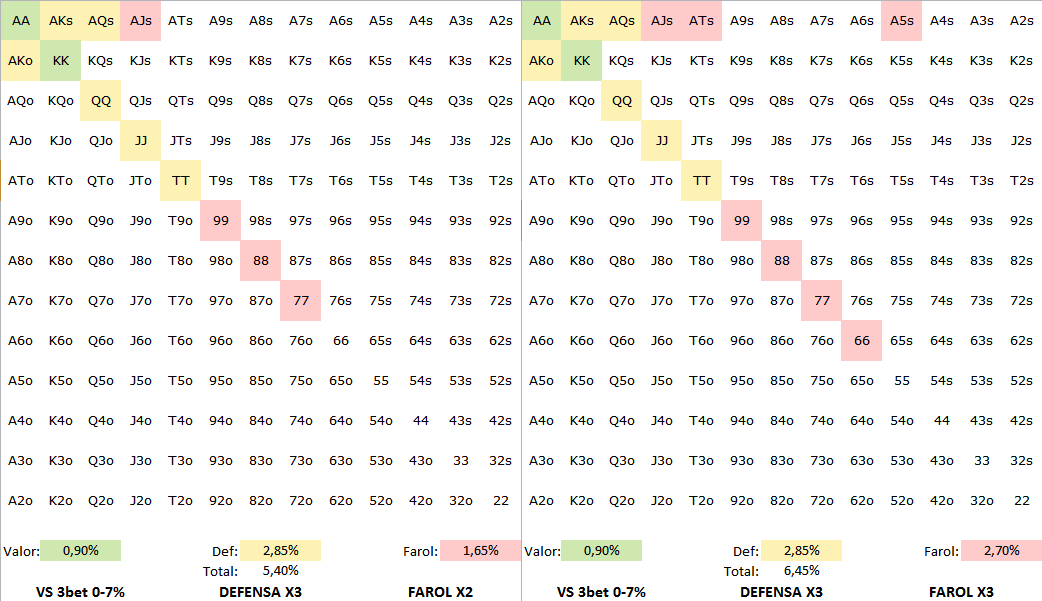 AA AKs AQs AJs ATs A9s A8s A7s A6s A5s A4s A3s A2s AA AKs AQs AJs ATs A9s A8s A7s A6s A5s A4s A3s A2s
AKo KK KQs KJs KTs K9s K8s K7s K6s K5s K4s K3s K2s AKo KK KQs KJs KTs K9s K8s K7s K6s K5s K4s K3s K2s
AQo KQo QQ QJs QTs Q9s Q8s Q7s Q6s Q5s Q4s Q3s Q2s AQo KQo QQ QJs QTs Q9s Q8s Q7s Q6s Q5s Q4s Q3s Q2s
AJo KJo QJo JJ JTs J9s J8s J7s J6s J5s J4s J3s J2s AJo KJo QJo JJ JTs J9s J8s J7s J6s J5s J4s J3s J2s
ATo KTo QTo JTo TT T9s T8s T7s T6s T5s T4s T3s T2s ATo KTo QTo JTo TT T9s T8s T7s T6s T5s T4s T3s T2s
A9o K9o Q9o J9o T9o 99 98s 97s 96s 95s 94s 93s 92s A9o K9o Q9o J9o T9o 99 98s 97s 96s 95s 94s 93s 92s
A8o K8o Q8o J8o T8o 98o 88 87s 86s 85s 84s 83s 82s A8o K8o Q8o J8o T8o 98o 88 87s 86s 85s 84s 83s 82s
A7o K7o Q7o J7o T7o 97o 87o 77 76s 75s 74s 73s 72s A7o K7o Q7o J7o T7o 97o 87o 77 76s 75s 74s 73s 72s
A6o K6o Q6o J6o T6o 96o 86o 76o 66 65s 64s 63s 62s A6o K6o Q6o J6o T6o 96o 86o 76o 66 65s 64s 63s 62s
A5o K5o Q5o J5o T5o 95o 85o 75o 65o 55 54s 53s 52s A5o K5o Q5o J5o T5o 95o 85o 75o 65o 55 54s 53s 52s
A4o K4o Q4o J4o T4o 94o 84o 74o 64o 54o 44 43s 42s A4o K4o Q4o J4o T4o 94o 84o 74o 64o 54o 44 43s 42s
A3o K3o Q3o J3o T3o 93o 83o 73o 63o 53o 43o 33 32s A3o K3o Q3o J3o T3o 93o 83o 73o 63o 53o 43o 33 32s
A2o K2o Q2o J2o T2o 92o 82o 72o 62o 52o 42o 32o 22 A2o K2o Q2o J2o T2o 92o 82o 72o 62o 52o 42o 32o 22
Valor: 0,90% Def: 2,85% Farol: 1,65% Valor: 0,90% Def: 2,85% Farol: 2,70%
Total: 5,40% Total: 6,45%
VS 3bet 0-7% DEFENSA X3 FAROL X2 VS 3bet 0-7% DEFENSA X3 FAROL X3